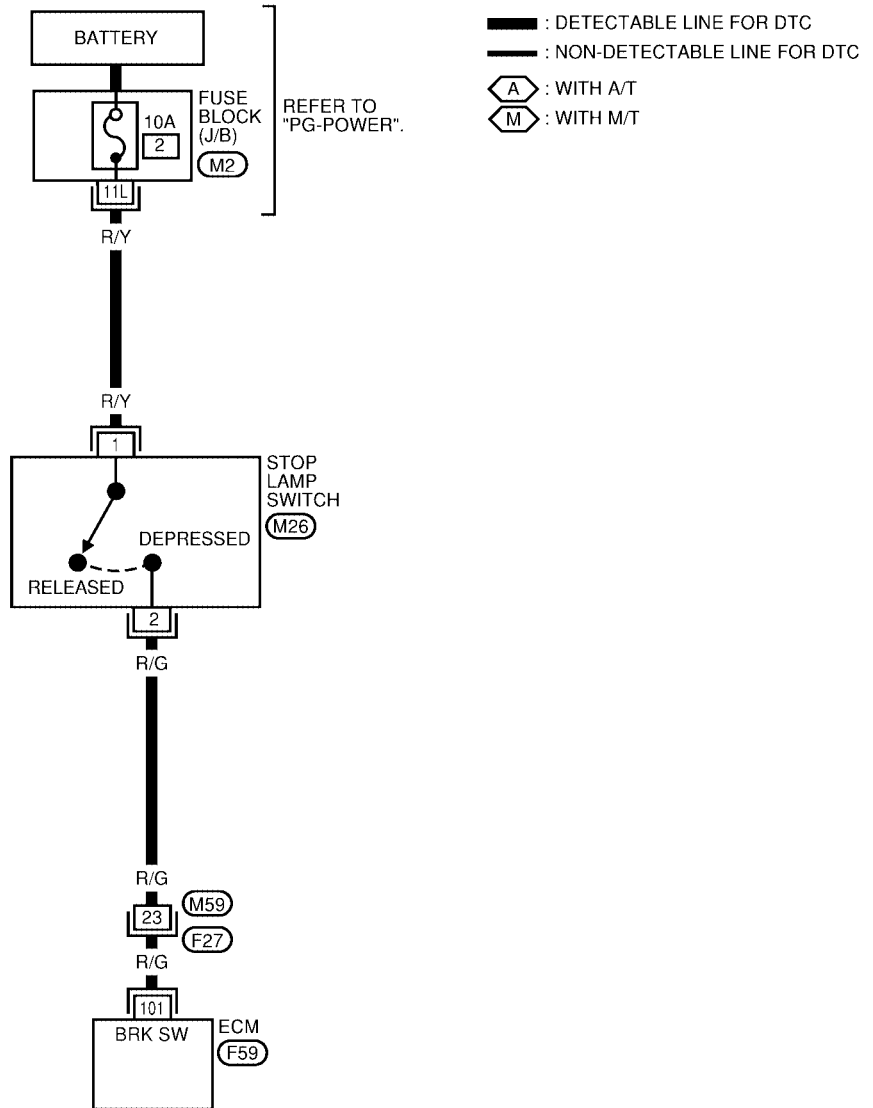 BATTERY
FUSE
BLOCK
(J/B)
M2
10A
2
REFER TO
"PG-POWER".
11L
R/Y
R/Y
1
STOP
LAMP
SWITCH
M26
DEPRESSED
RELEASED
2
R/G
R/G
M59
23
F27
R/G
101
BRK SW
ECM
F59
: DETECTABLE LINE FOR DTC
: NON-DETECTABLE LINE FOR DTC
A : WITH A/T
M : WITH M/T